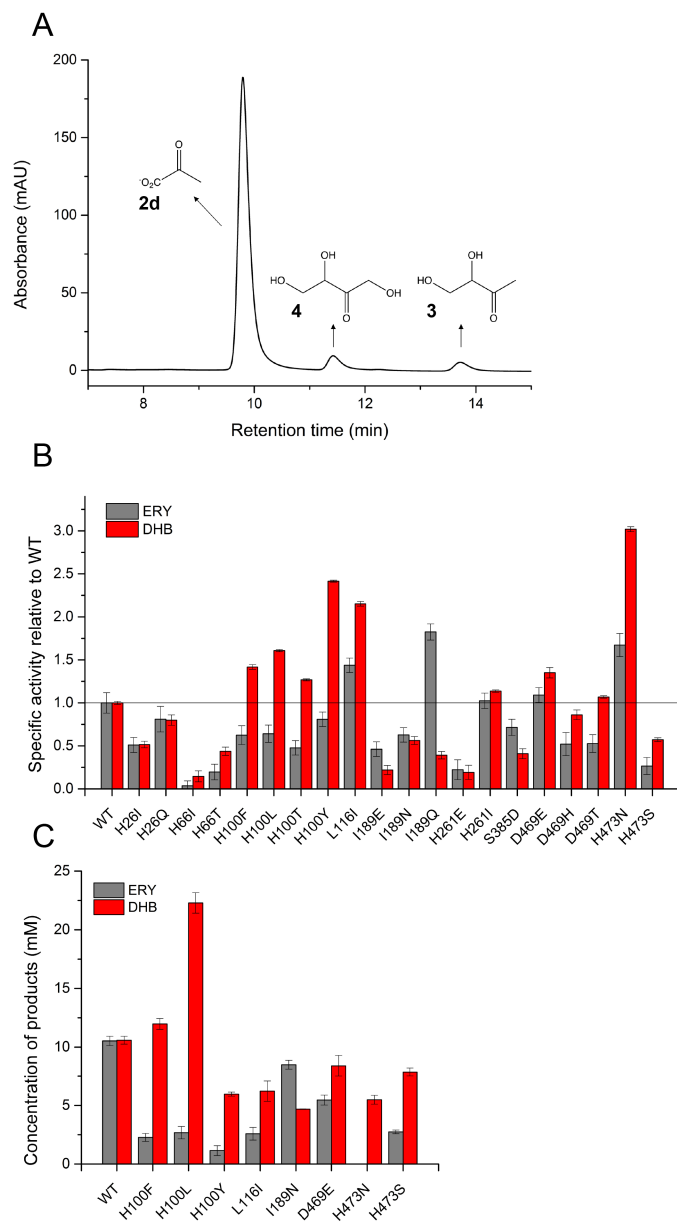 A
200
150
100
50
0
Absorbance (mAU)
O
-O2C
2d
OH
HO
OH
O
4
OH
HO
O
3
8
10
12
14
Retention time (min)
B
ERY
DHB
3.0
2.5
2.0
1.5
1.0
0.5
0.0
Specific activity relative to WT
WT
H26I
H26Q
H66I
H66T
H100F
H100L
H100T
H100Y
L116I
I189E
I189N
I189Q
H261E
H261I
S385D
D469E
D469H
D469T
H473N
H473S
C
ERY
DHB
25
20
15
10
5
0
Concentration of products (mM)
WT
H100F
H100L
H100Y
L116I
I189N
D469E
H473N
H473S